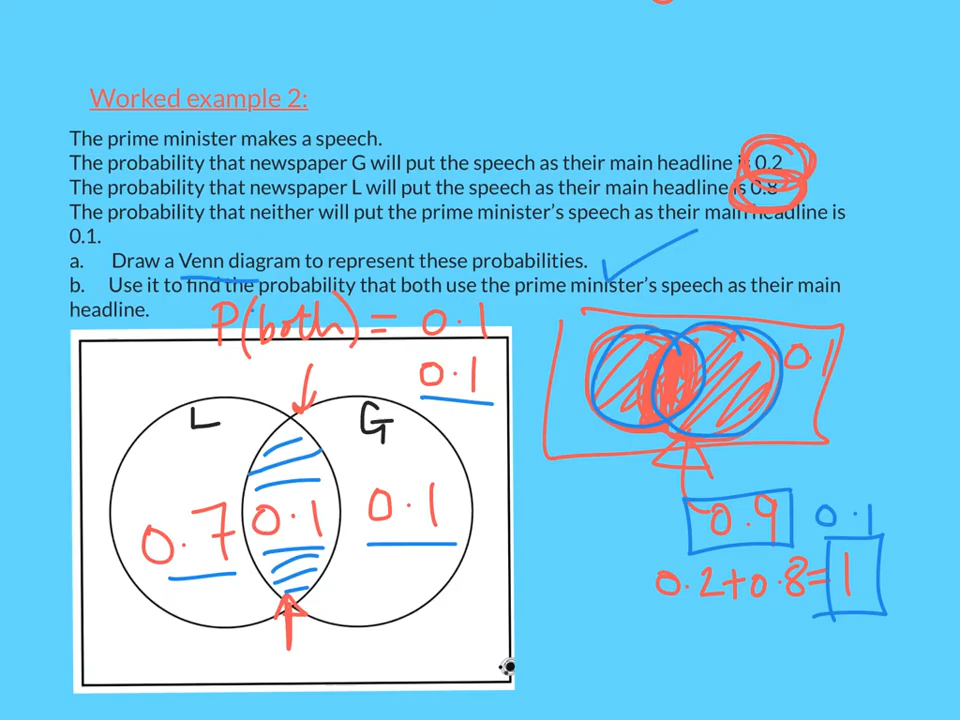 Worked example 2:
The prime minister makes a speech.
The probability that newspaper G will put the speech as their main headline is 0.2
The probability that newspaper L will put the speech as their main headline is 0.8
The probability that neither will put the prime minister's speech as their main headline is
0.1.
a. Draw a Venn diagram to represent these probabilities.
b. Use it to find the probability that both use the prime minister's speech as their main
headline.
P(both) = 0.1
0.1
L
G
0.7
0.1
0.1
0.1
0.9
0.1
0.2+0.8=1